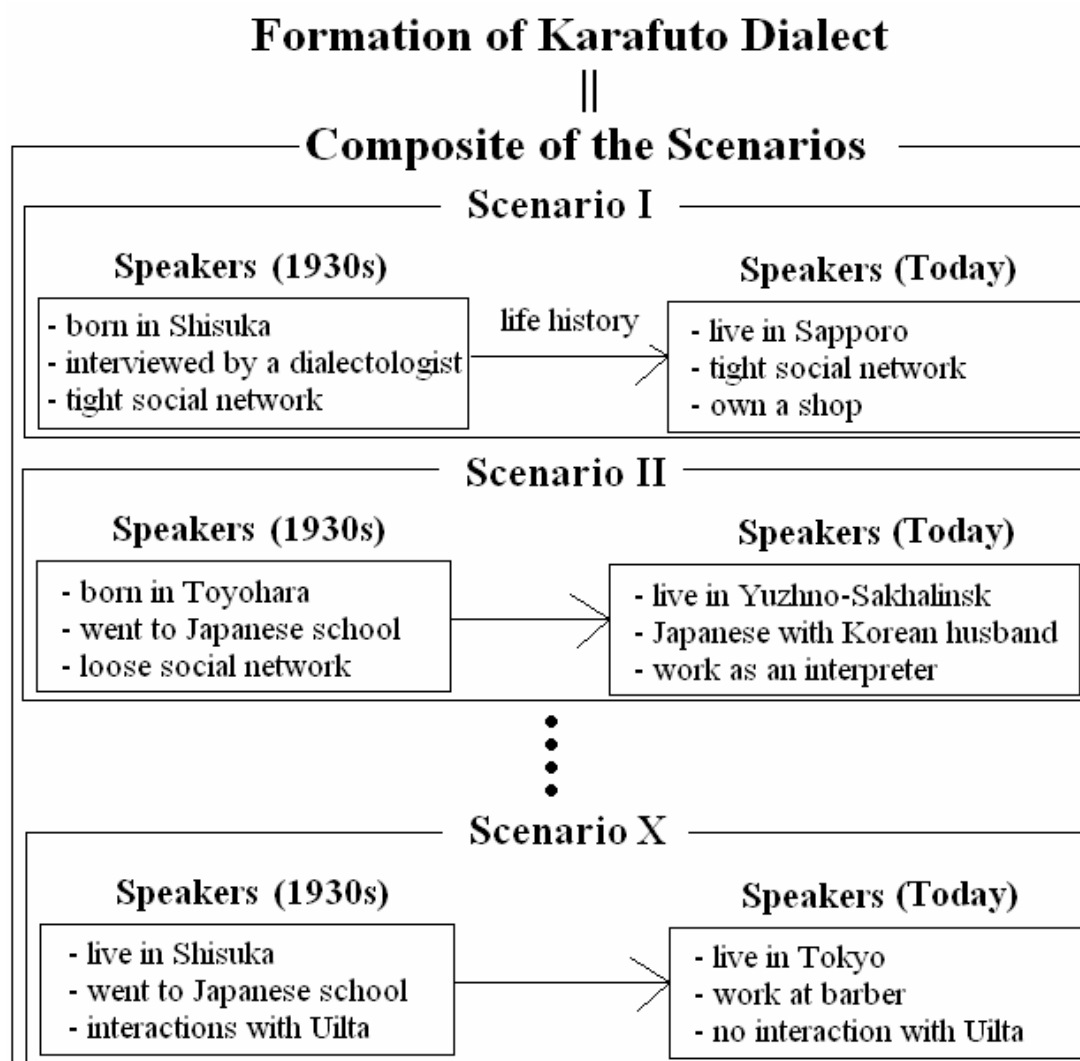 Formation of Karafuto Dialect
||
Composite of the Scenarios
Scenario I
Speakers (1930s)
- born in Shisuka
- interviewed by a dialectologist
- tight social network
life history
Speakers (Today)
- live in Sapporo
- tight social network
- own a shop
Scenario II
Speakers (1930s)
- born in Toyohara
- went to Japanese school
- loose social network
Speakers (Today)
- live in Yuzhno-Sakhalinsk
- Japanese with Korean husband
- work as an interpreter
Scenario X
Speakers (1930s)
- live in Shisuka
- went to Japanese school
- interactions with Uilta
Speakers (Today)
- live in Tokyo
- work at barber
- no interaction with Uilta